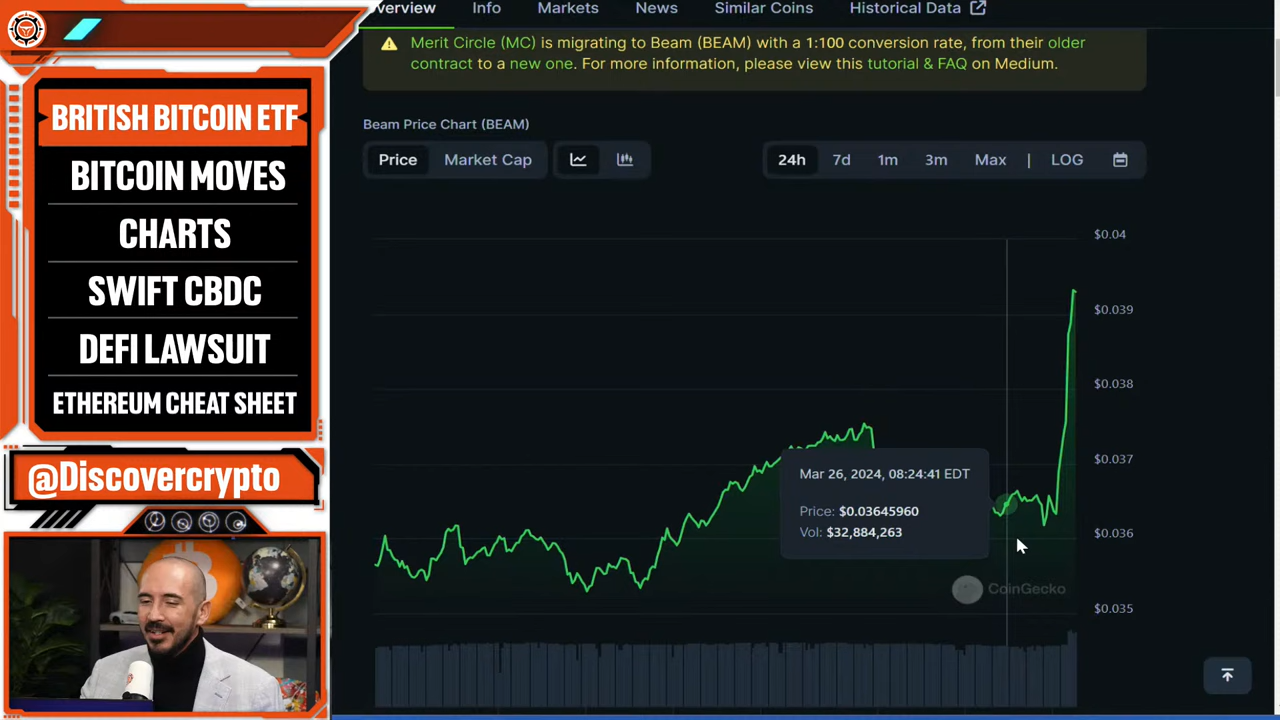 BRITISH BITCOIN ETF
BITCOIN MOVES
CHARTS
SWIFT CBDC
DEFI LAWSUIT
ETHEREUM CHEAT SHEET
@Discovercrypto
Overview Info Markets News Similar Coins Historical Data
Merit Circle (MC) is migrating to Beam (BEAM) with a 1:100 conversion rate, from their older
contract to a new one. For more information, please view this tutorial & FAQ on Medium.
Beam Price Chart (BEAM)
Price Market Cap 24h 7d 1m 3m Max | LOG
$0.04
$0.039
$0.038
$0.037
$0.036
$0.035
Mar 26, 2024, 08:24:41 EDT
Price: $0.03645960
Vol: $32,884,263
CoinGecko